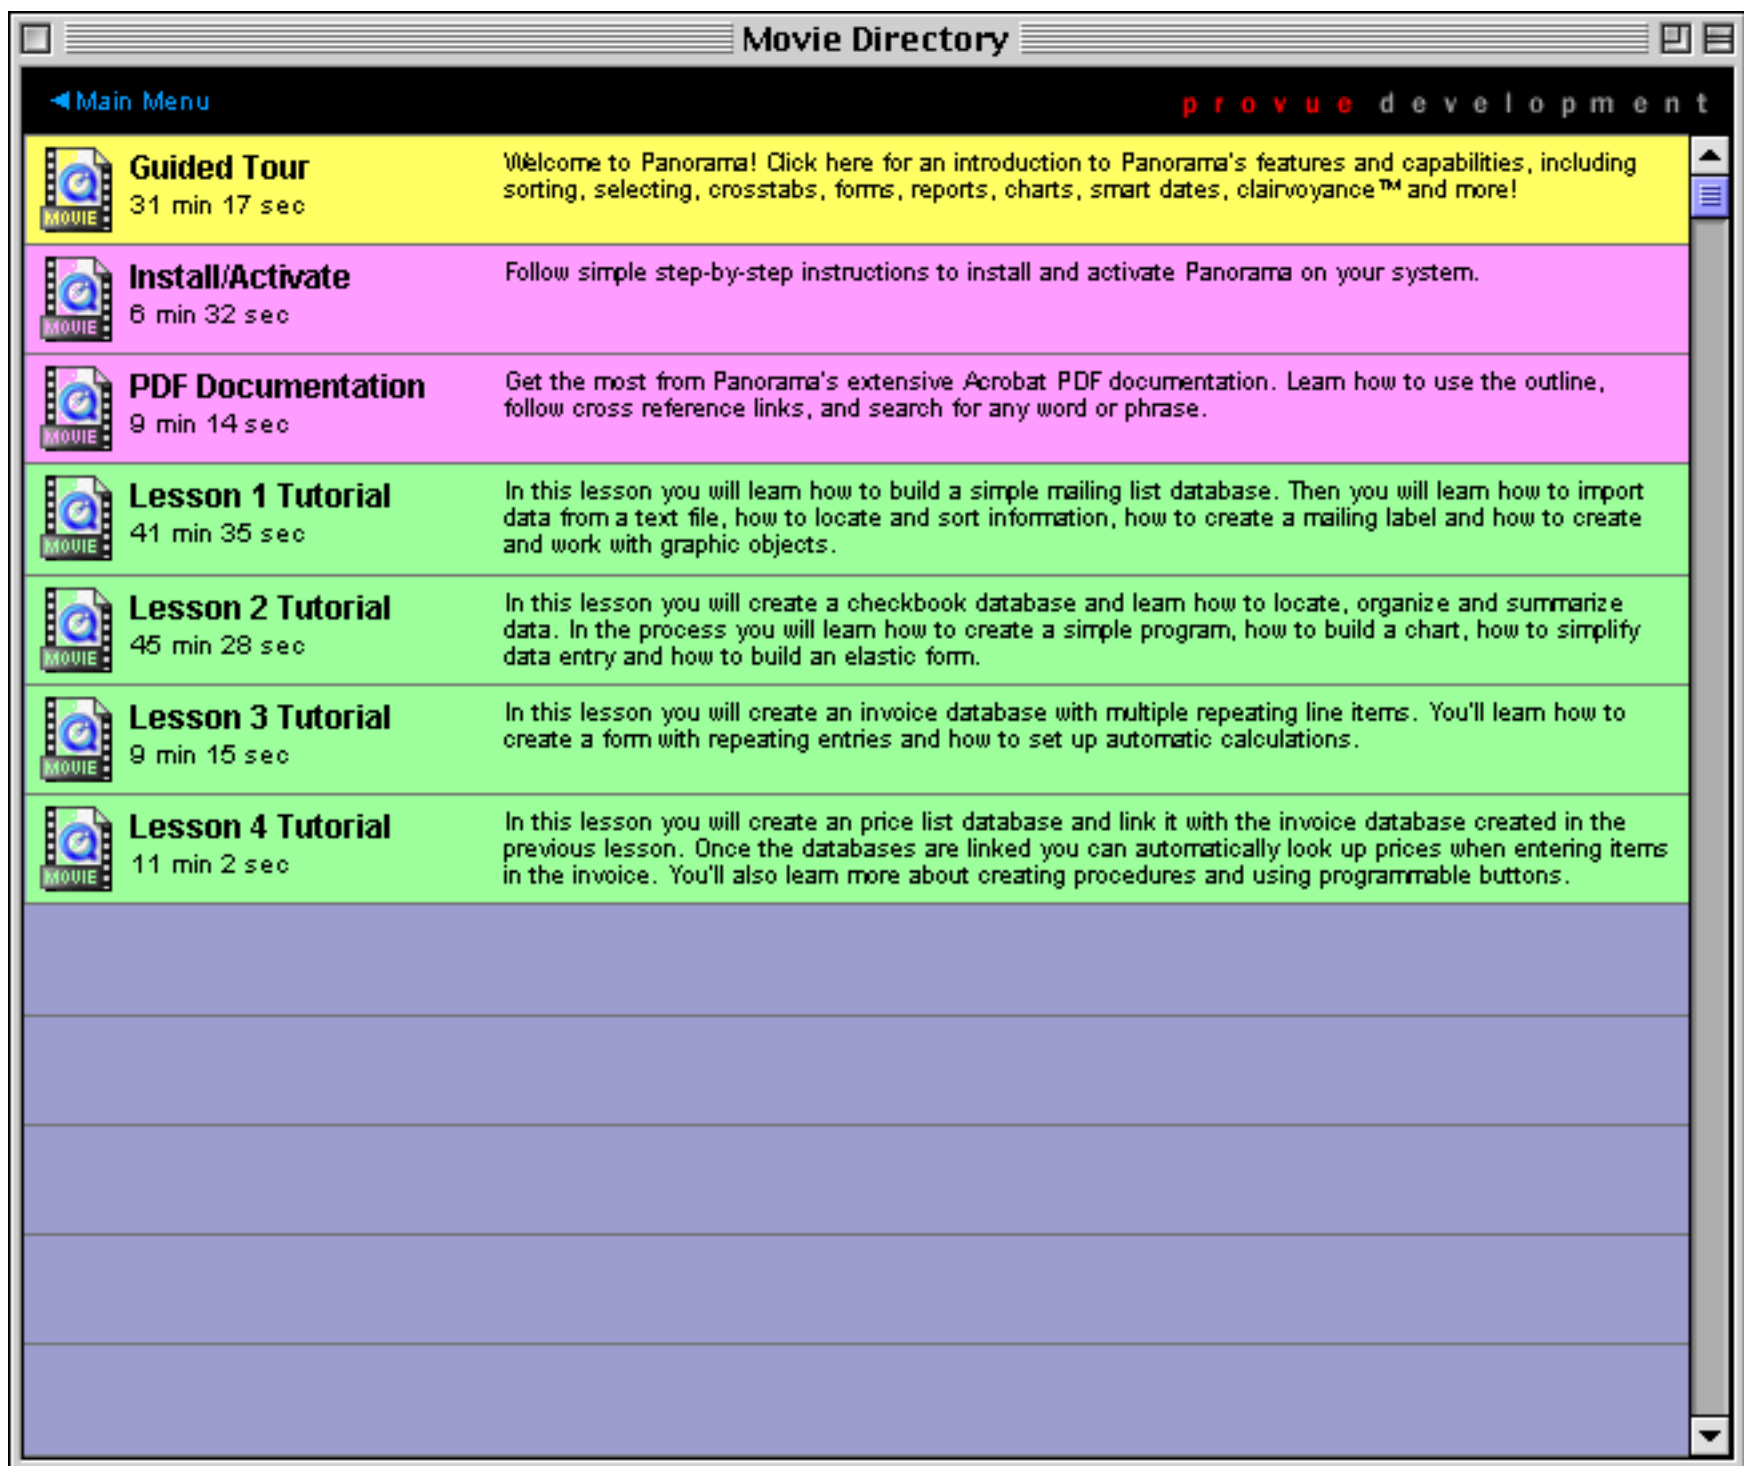 Movie Directory
Main Menu
provue development
Guided Tour
31 min 17 sec
Welcome to Panorama! Click here for an introduction to Panorama's features and capabilities, including
sorting, selecting, crosstabs, forms, reports, charts, smart dates, clairvoyance™ and more!
MOVIE
Install/Activate
6 min 32 sec
Follow simple step-by-step instructions to install and activate Panorama on your system.
MOVIE
PDF Documentation
9 min 14 sec
Get the most from Panorama's extensive Acrobat PDF documentation. Learn how to use the outline,
follow cross reference links, and search for any word or phrase.
MOVIE
Lesson 1 Tutorial
41 min 35 sec
In this lesson you will learn how to build a simple mailing list database. Then you will learn how to import
data from a text file, how to locate and sort information, how to create a mailing label and how to create
and work with graphic objects.
MOVIE
Lesson 2 Tutorial
45 min 28 sec
In this lesson you will create a checkbook database and learn how to locate, organize and summarize
data. In the process you will learn how to create a simple program, how to build a chart, how to simplify
data entry and how to build an elastic form.
MOVIE
Lesson 3 Tutorial
9 min 15 sec
In this lesson you will create an invoice database with multiple repeating line items. You'll learn how to
create a form with repeating entries and how to set up automatic calculations.
MOVIE
Lesson 4 Tutorial
11 min 2 sec
In this lesson you will create an price list database and link it with the invoice database created in the
previous lesson. Once the databases are linked you can automatically look up prices when entering items
in the invoice. You'll also learn more about creating procedures and using programmable buttons.
MOVIE